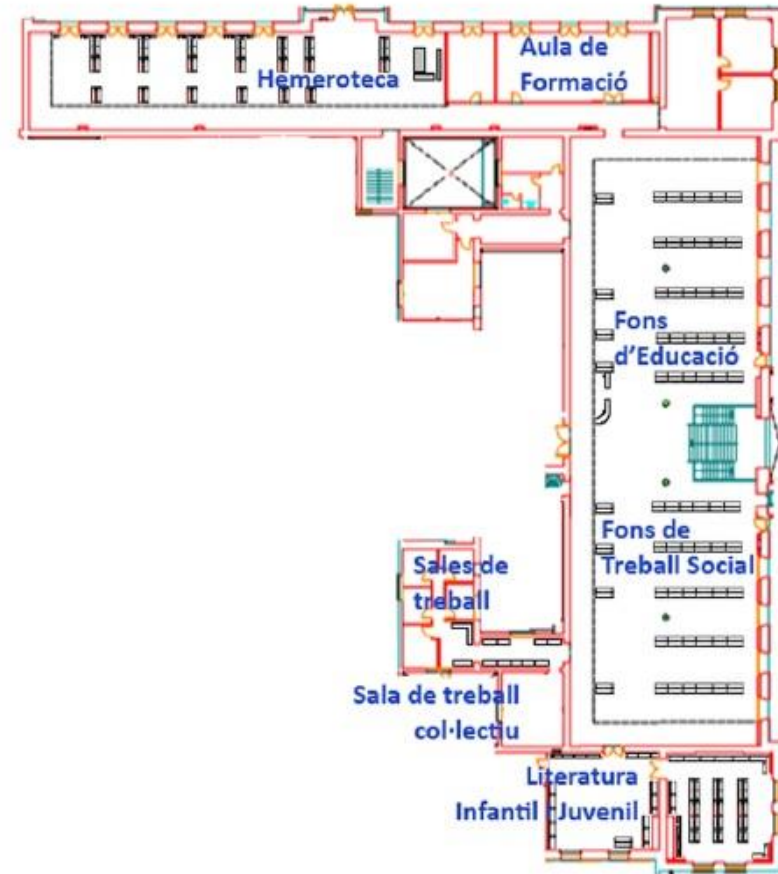 Hemeroteca
Aula de
Formació
Fons
d'Educació
Fons de
Treball Social
Sales de
treball
Sala de treball
col·lectiu
Literatura
Infantil i Juvenil